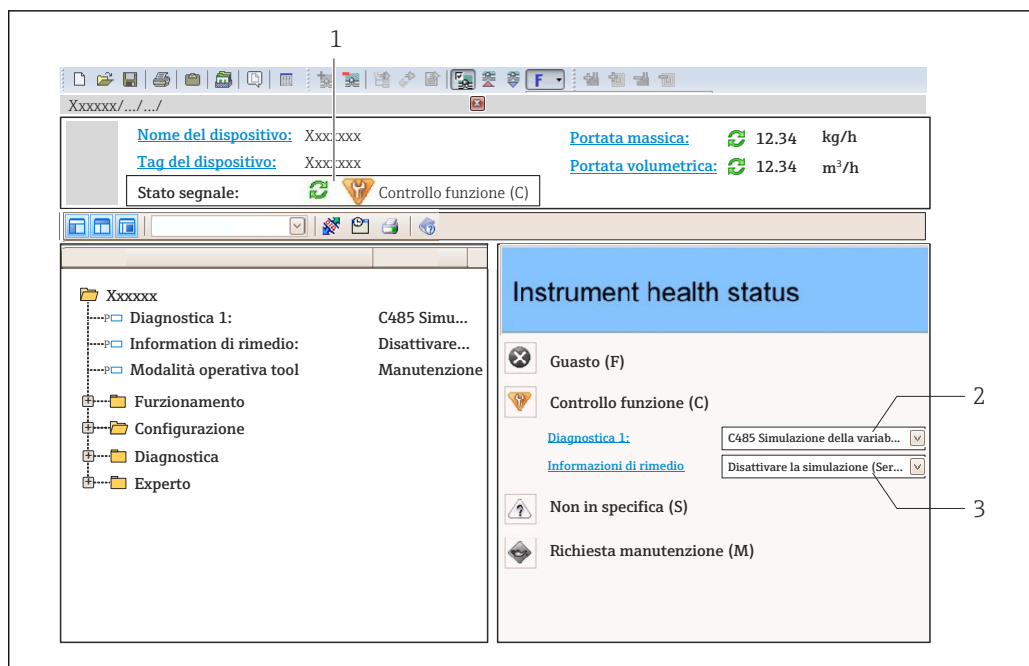 1
F
Xxxxxx/.../.../
Nome del dispositivo: Xxxxxxx
Portata massica: 12.34 kg/h
Tag del dispositivo: Xxxxxxx
Portata volumetrica: 12.34 m³/h
Stato segnale: Controllo funzione (C)
Xxxxxx
Diagnostica 1: C485 Simu...
Information di rimedio: Disattivare...
Modalità operativa tool Manutenzione
Furzionamento
Configurazione
Diagnostica
Experto
Instrument health status
Guasto (F)
Controllo funzione (C)
2
Diagnostica 1: C485 Simulazione della variab...
Informazioni di rimedio Disattivare la simulazione (Ser...
Non in specifica (S)
3
Richiesta manutenzione (M)